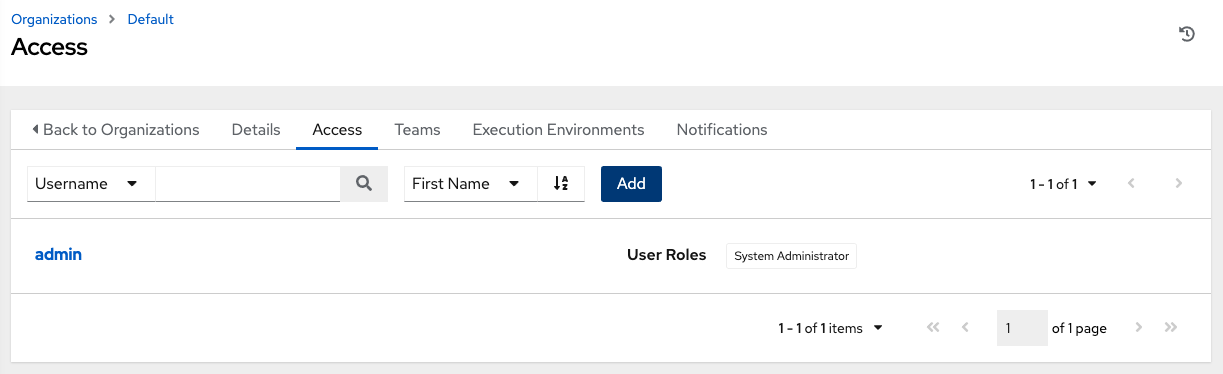 Organizations > Default
Access
Back to Organizations Details Access Teams Execution Environments Notifications
Username First Name Add 1 - 1 of 1
admin User Roles System Administrator
1 - 1 of 1 items 1 of 1 page